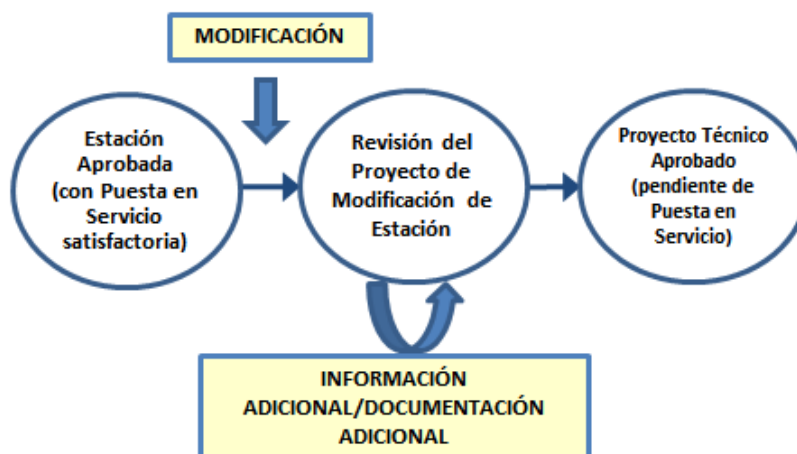 MODIFICACIÓN
Estación
Aprobada
(con Puesta en
Servicio
satisfactoria)
Revisión del
Proyecto de
Modificación de
Estación
Proyecto Técnico
Aprobado
(pendiente de
Puesta en
Servicio)
INFORMACIÓN
ADICIONAL/DOCUMENTACIÓN
ADICIONAL